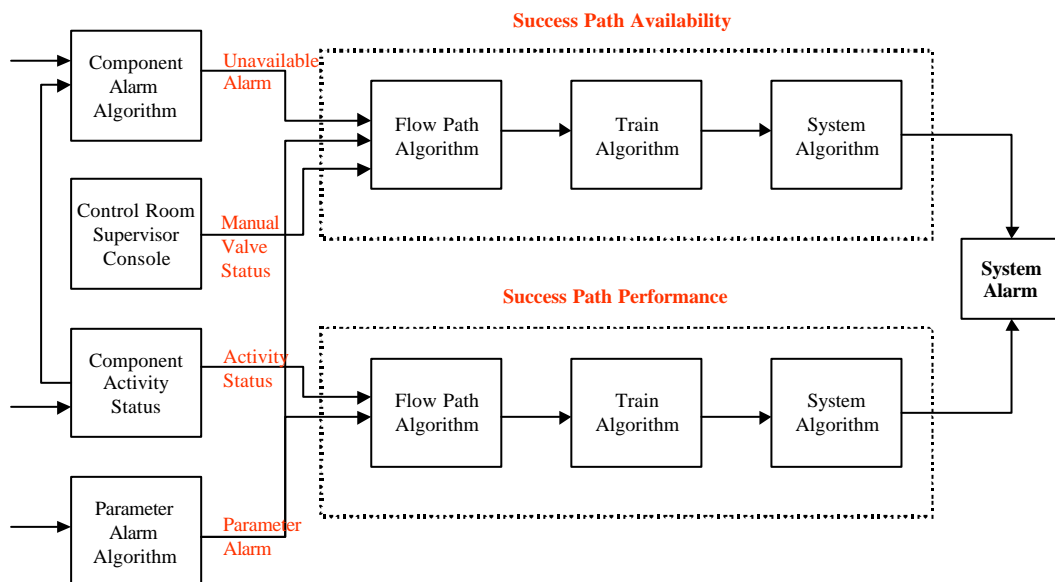 Success Path Availability
Component
Alarm
Algorithm
Unavailable
Alarm
Flow Path
Algorithm
Train
Algorithm
System
Algorithm
Control Room
Supervisor
Console
Manual
Valve
Status
System
Alarm
Success Path Performance
Component
Activity
Status
Activity
Status
Flow Path
Algorithm
Train
Algorithm
System
Algorithm
Parameter
Alarm
Algorithm
Parameter
Alarm